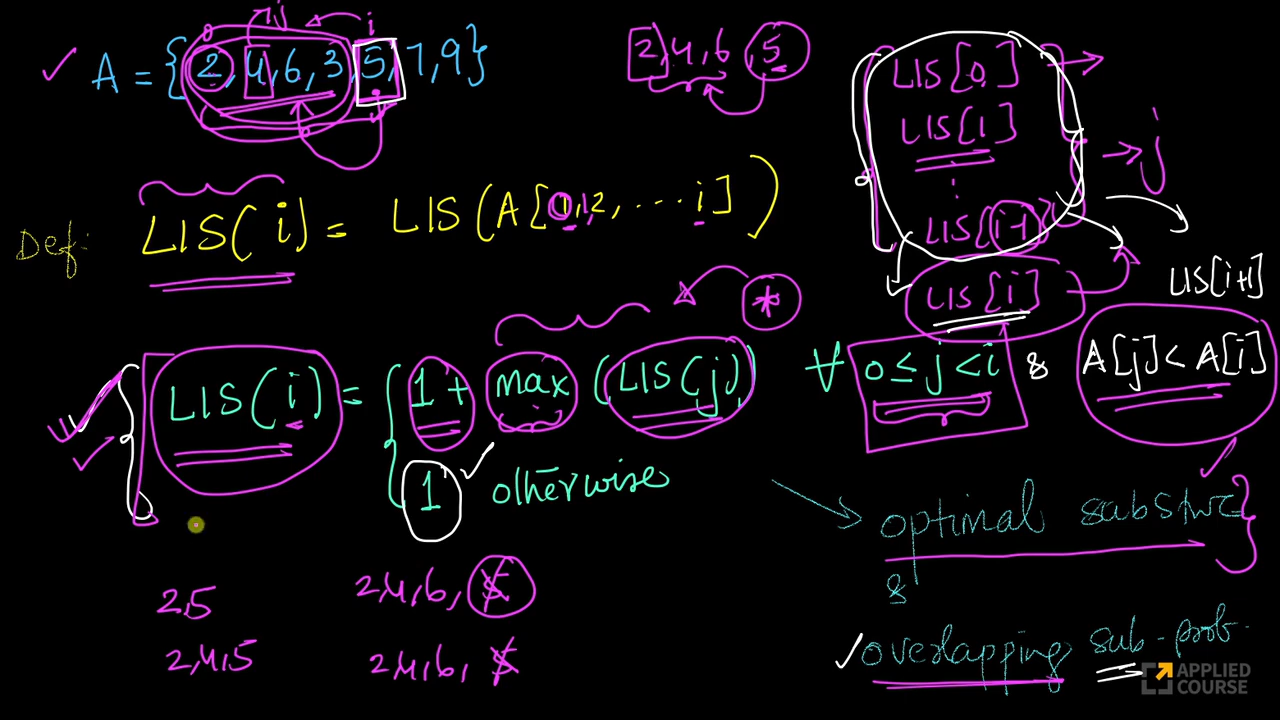 A = {2, 4, 6, 3, 5, 7, 9}
2, 4, 6, 5
LIS[0]
LIS[1]
LIS[i-1]
j
LIS[i]
LIS[i+1]
Def: LIS(i) = LIS(A[0,1,2, ... i])
*
LIS(i) = { 1 + max (LIS(j)) ∀ 0 ≤ j < i & A[j] < A[i]
1 otherwise
optimal substruc
&
overlapping sub-prob.
2,5
2,4,6, 5
2,4,5
2,4,6, 5
APPLIED
COURSE